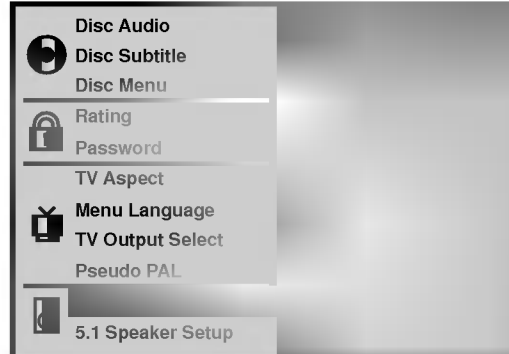 Disc Audio
Disc Subtitle
Disc Menu
Rating
Password
TV Aspect
Menu Language
TV Output Select
Pseudo PAL
5.1 Speaker Setup